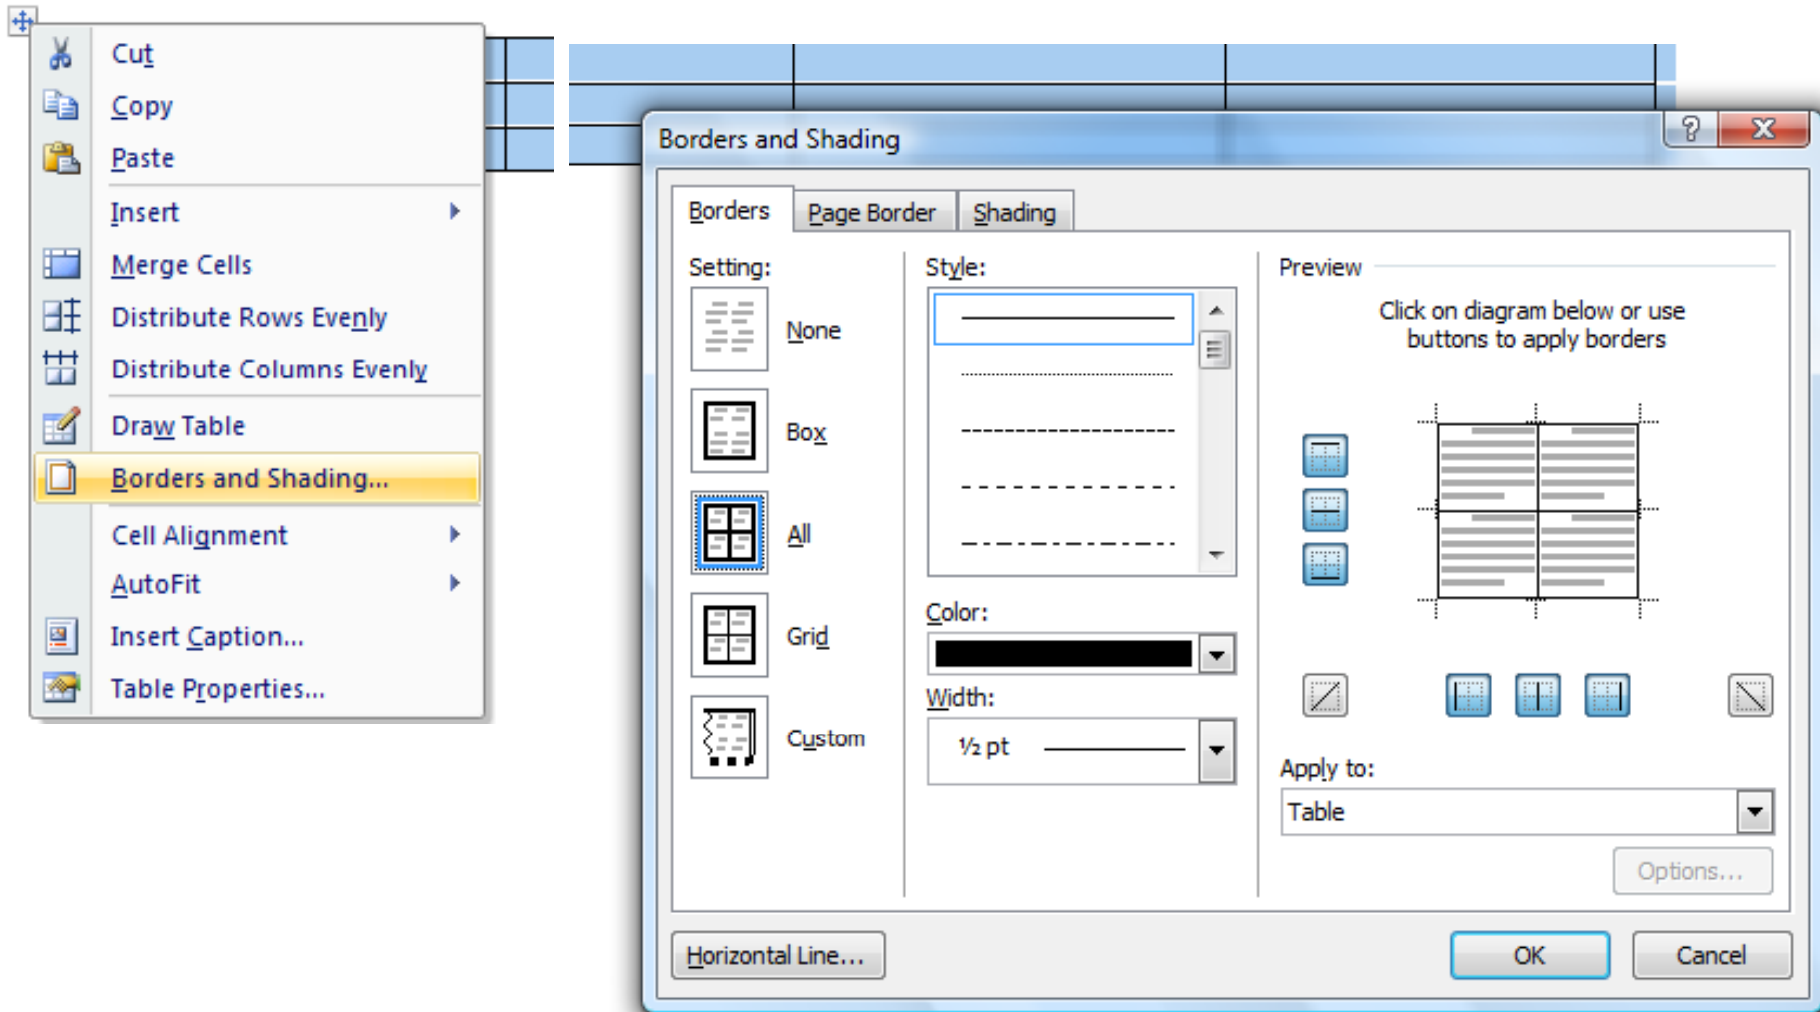 Cut
Copy
Paste
Insert
Merge Cells
Distribute Rows Evenly
Distribute Columns Evenly
Draw Table
Borders and Shading...
Cell Alignment
AutoFit
Insert Caption...
Table Properties...
Borders and Shading
?
Borders
Page Border
Shading
Setting:
None
Box
All
Grid
Custom
Style:
Color:
Width:
½ pt
Preview
Click on diagram below or use
buttons to apply borders
Apply to:
Table
Options...
Horizontal Line...
OK
Cancel